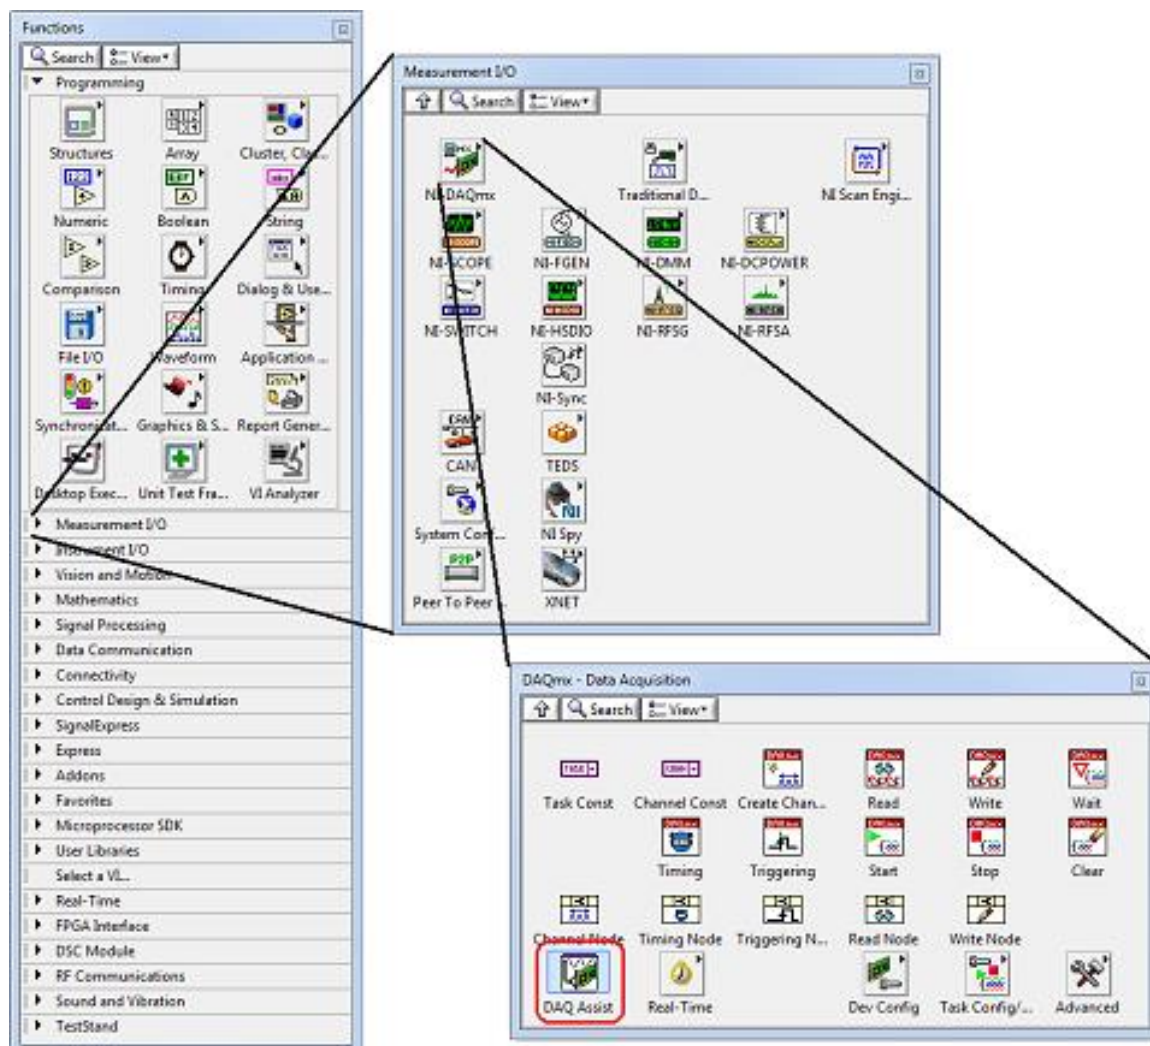 Functions
Search View
Programming
Structures Array Cluster, Clas...
Numeric Boolean String
Comparison Timing Dialog & Use...
File I/O Waveform Application ...
Synchronizat... Graphics & S... Report Gener...
Desktop Exec... Unit Test Fra... VI Analyzer
Measurement I/O
Instrument I/O
Vision and Motion
Mathematics
Signal Processing
Data Communication
Connectivity
Control Design & Simulation
SignalExpress
Express
Addons
Favorites
Microprocessor SDK
User Libraries
Select a VI...
Real-Time
FPGA Interface
DSC Module
RF Communications
Sound and Vibration
TestStand
Measurement I/O
Search View
NI-DAQmx Traditional D... NI Scan Engi...
NI-SCOPE NI-FGEN NI-DMM NI-DCPOWER
NI-SWITCH NI-HSDIO NI-RFSG NI-RFSA
NI-Sync
CAN TEDS
System Conf... NI Spy
P2P
Peer To Peer ... XNET
DAQmx - Data Acquisition
Search View
Task Const Channel Const Create Chan... Read Write Wait
Timing Triggering Start Stop Clear
Channel Node Timing Node Triggering N... Read Node Write Node
DAQ Assist Real-Time Dev Config Task Config/... Advanced